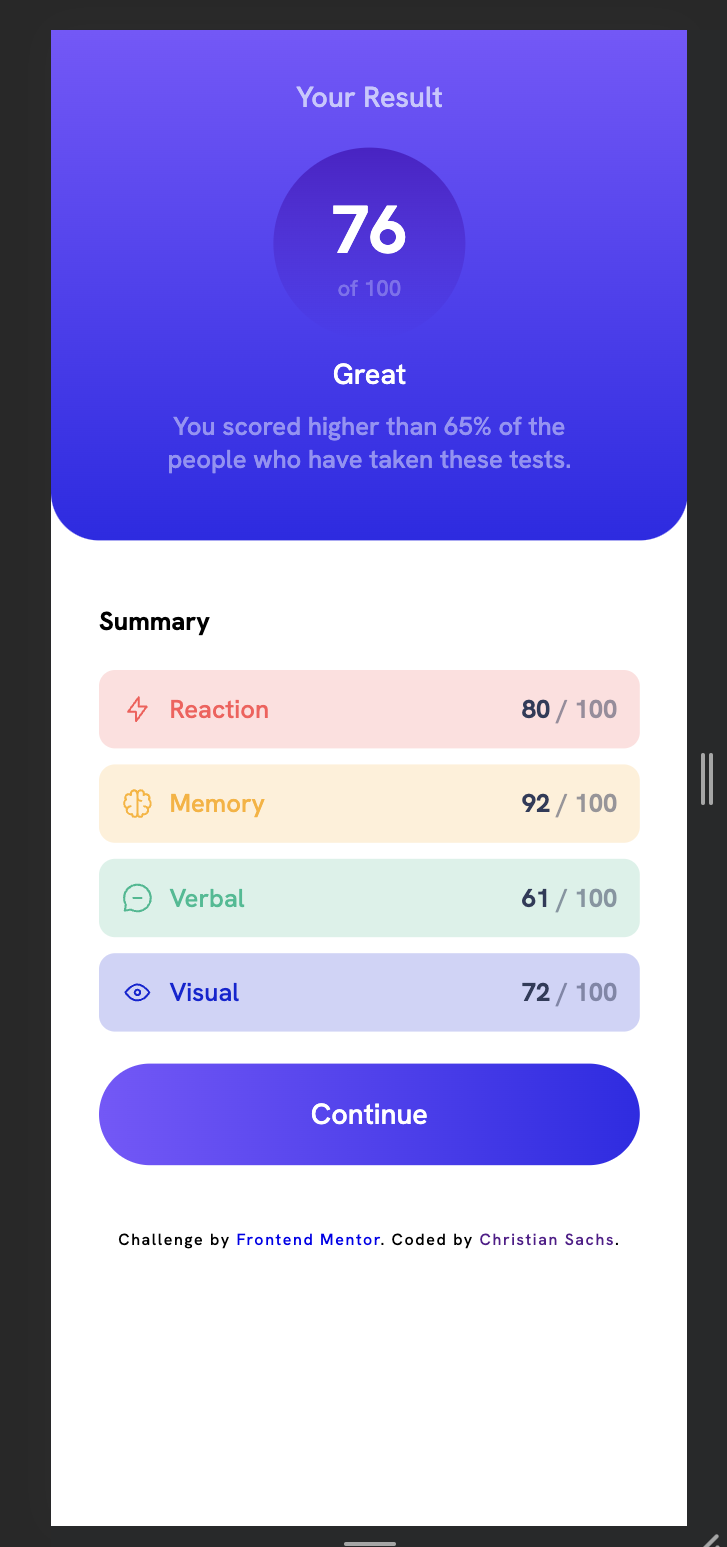 Your Result
76
of 100
Great
You scored higher than 65% of the
people who have taken these tests.
Summary
Reaction 80 / 100
Memory 92 / 100
Verbal 61 / 100
Visual 72 / 100
Continue
Challenge by Frontend Mentor. Coded by Christian Sachs.